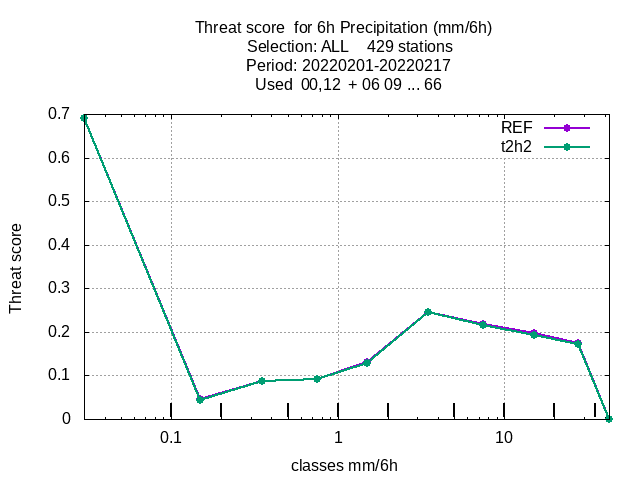 Threat score for 6h Precipitation (mm/6h)
Selection: ALL 429 stations
Period: 20220201-20220217
Used 00,12 + 06 09 ... 66
0.7
0.6
0.5
0.4
0.3
0.2
0.1
0
Threat score
REF
t2h2
0.1 1 10
classes mm/6h